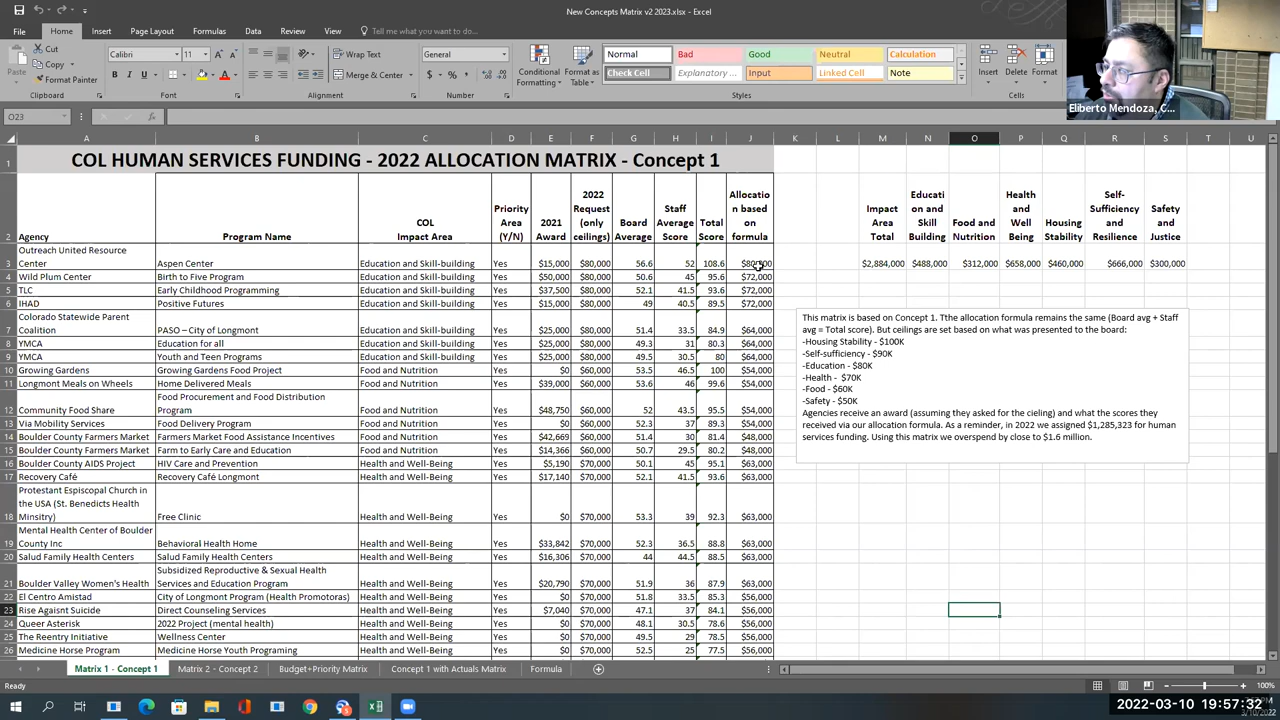 New Concepts Matrix v2 2023.xlsx - Excel
File Home Insert Page Layout Formulas Data Review View Tell me what you want to do...
Cut
Copy
Format Painter
Paste
Clipboard
Calibri 11
B I U
Font
Wrap Text
Merge & Center
Alignment
General
$ % ,
Number
Conditional Formatting
Format as Table
Normal Bad Good Neutral Calculation
Check Cell Explanatory ... Input Linked Cell Note
Styles
Insert Delete Format
Cells
Eliberto Mendoza, C...
O23
A B C D E F G H I J K L M N O P Q R S T U
1 COL HUMAN SERVICES FUNDING - 2022 ALLOCATION MATRIX - Concept 1
2 Agency Program Name COL Impact Area Priority Area (Y/N) 2021 Award 2022 Request (only ceilings) Board Average Staff Average Score Total Score Allocation based on formula Impact Area Total Education and Skill Building Food and Nutrition Health and Well Being Housing Stability Self-Sufficiency and Resilience Safety and Justice
3 Outreach United Resource Center Aspen Center Education and Skill-building Yes $15,000 $80,000 56.6 52 108.6 $2,884,000 $488,000 $312,000 $658,000 $460,000 $666,000 $300,000
4 Wild Plum Center Birth to Five Program Education and Skill-building Yes $50,000 $80,000 50.6 45 95.6 $72,000
5 TLC Early Childhood Programming Education and Skill-building Yes $37,500 $80,000 52.1 41.5 93.6 $72,000
6 IHAD Positive Futures Education and Skill-building Yes $15,000 $80,000 49 40.5 89.5 $72,000
7 Colorado Statewide Parent Coalition PASO – City of Longmont Education and Skill-building Yes $25,000 $80,000 51.4 33.5 84.9 $64,000
8 YMCA Education for all Education and Skill-building Yes $25,000 $80,000 49.3 31 80.3 $64,000
9 YMCA Youth and Teen Programs Education and Skill-building Yes $25,000 $80,000 49.5 30.5 80 $64,000
10 Growing Gardens Growing Gardens Food Project Food and Nutrition Yes $0 $60,000 53.5 46.5 100 $54,000
11 Longmont Meals on Wheels Home Delivered Meals Food and Nutrition Yes $39,000 $60,000 53.6 46 99.6 $54,000
12 Community Food Share Food Procurement and Food Distribution Program Food and Nutrition Yes $48,750 $60,000 52 43.5 95.5 $54,000
13 Via Mobility Services Food Delivery Program Food and Nutrition Yes $0 $60,000 52.3 37 89.3 $54,000
14 Boulder County Farmers Market Farmers Market Food Assistance Incentives Food and Nutrition Yes $42,669 $60,000 51.4 30 81.4 $48,000
15 Boulder County Farmers Market Farm to Early Care and Education Food and Nutrition Yes $14,366 $60,000 50.7 29.5 80.2 $48,000
16 Boulder County AIDS Project HIV Care and Prevention Health and Well-Being Yes $5,190 $70,000 50.1 45 95.1 $63,000
17 Recovery Café Recovery Café Longmont Health and Well-Being Yes $17,140 $70,000 52.1 41.5 93.6 $63,000
18 Protestant Espiscopal Church in the USA (St. Benedicts Health Minsitry) Free Clinic Health and Well-Being Yes $0 $70,000 53.3 39 92.3 $63,000
19 Mental Health Center of Boulder County Inc Behavioral Health Home Health and Well-Being Yes $33,842 $70,000 52.3 36.5 88.8 $63,000
20 Salud Family Health Centers Salud Family Health Centers Health and Well-Being Yes $16,306 $70,000 44 44.5 88.5 $63,000
21 Boulder Valley Women's Health Subsidized Reproductive & Sexual Health Services and Education Program Health and Well-Being Yes $20,790 $70,000 51.9 36 87.9 $63,000
22 El Centro Amistad City of Longmont Program (Health Promotoras) Health and Well-Being Yes $0 $70,000 51.8 33.5 85.3 $56,000
23 Rise Agaisnt Suicide Direct Counseling Services Health and Well-Being Yes $7,040 $70,000 47.1 37 84.1 $56,000
24 Queer Asterisk 2022 Project (mental health) Health and Well-Being Yes $0 $70,000 48.1 30.5 78.6 $56,000
25 The Reentry Initiative Wellness Center Health and Well-Being Yes $0 $70,000 49.5 29 78.5 $56,000
26 Medicine Horse Program Medicine Horse Youth Programing Health and Well-Being Yes $0 $70,000 52.5 25 77.5 $56,000
This matrix is based on Concept 1. Tthe allocation formula remains the same (Board avg + Staff
avg = Total score). But ceilings are set based on what was presented to the board:
-Housing Stability - $100K
-Self-sufficiency - $90K
-Education - $80K
-Health - $70K
-Food - $60K
-Safety - $50K
Agencies receive an award (assuming they asked for the cieling) and what the scores they
received via our allocation formula. As a reminder, in 2022 we assigned $1,285,323 for human
services funding. Using this matrix we overspend by close to $1.6 million.
Matrix 1 - Concept 1 Matrix 2 - Concept 2 Budget+Priority Matrix Concept 1 with Actuals Matrix Formula
Ready
100%
2022-03-10 19:57:32
3/10/2022